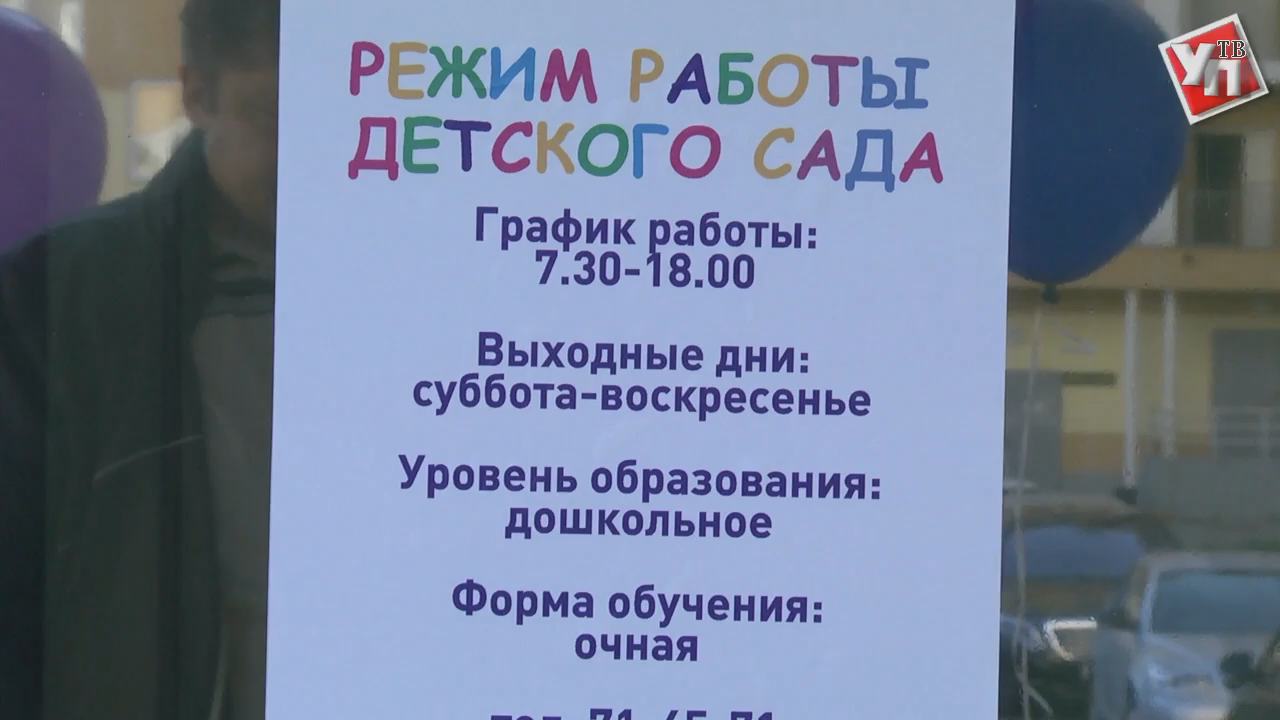 РЕЖИМ РАБОТЫ
ДЕТСКОГО САДА
График работы:
7.30-18.00
Выходные дни:
суббота-воскресенье
Уровень образования:
дошкольное
Форма обучения:
очная
УП ТВ